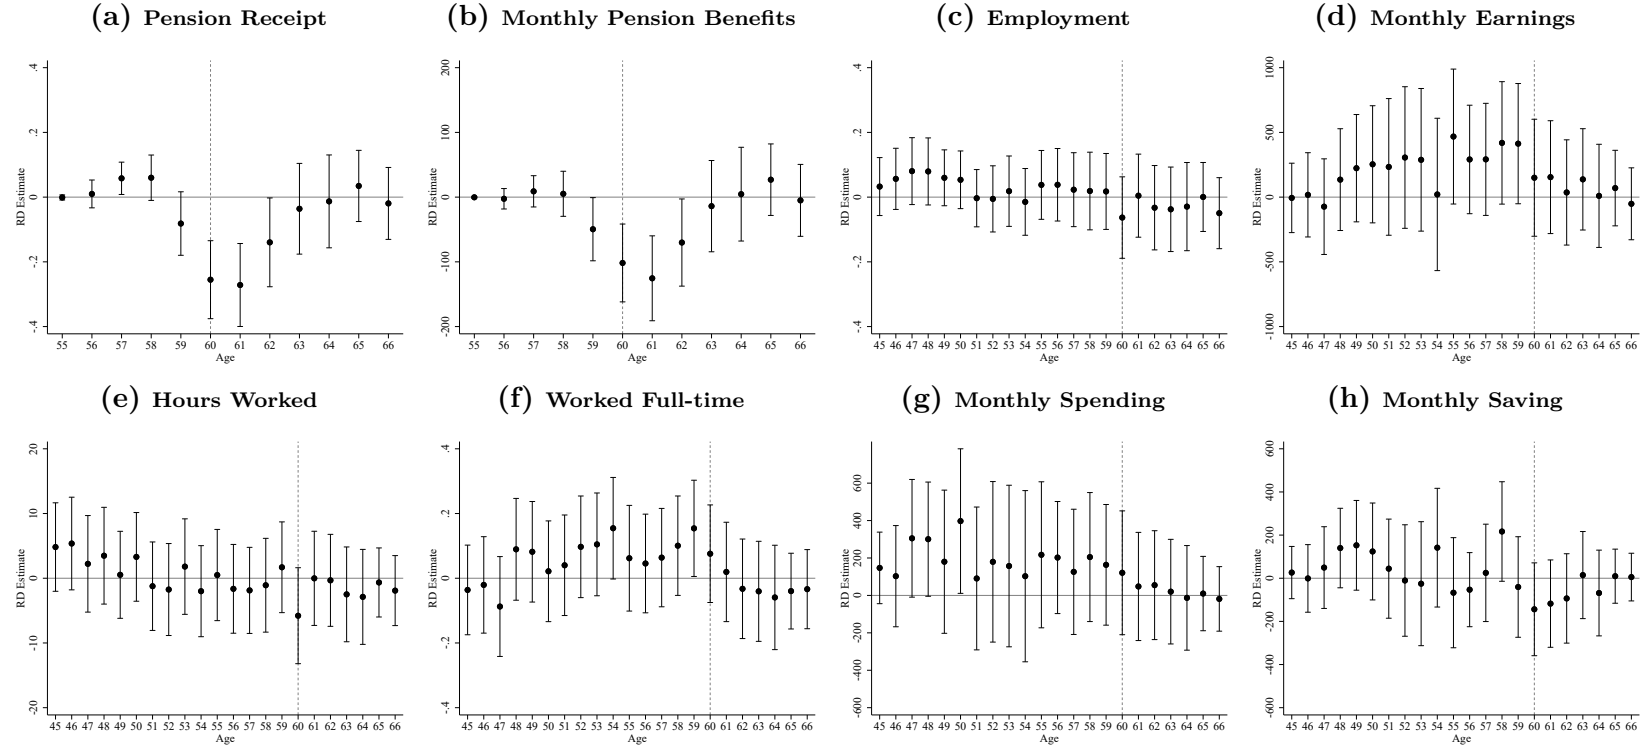 (a) Pension Receipt
(b) Monthly Pension Benefits
(c) Employment
(d) Monthly Earnings
RD Estimate
.4
.2
0
-.2
-.4
55 56 57 58 59 60 61 62 63 64 65 66
Age
RD Estimate
200
100
0
-100
-200
55 56 57 58 59 60 61 62 63 64 65 66
Age
RD Estimate
.4
.2
0
-.2
-.4
45 46 47 48 49 50 51 52 53 54 55 56 57 58 59 60 61 62 63 64 65 66
Age
RD Estimate
1000
500
0
-500
-1000
45 46 47 48 49 50 51 52 53 54 55 56 57 58 59 60 61 62 63 64 65 66
Age
(e) Hours Worked
(f) Worked Full-time
(g) Monthly Spending
(h) Monthly Saving
RD Estimate
20
10
0
-10
-20
45 46 47 48 49 50 51 52 53 54 55 56 57 58 59 60 61 62 63 64 65 66
Age
RD Estimate
.4
.2
0
-.2
-.4
45 46 47 48 49 50 51 52 53 54 55 56 57 58 59 60 61 62 63 64 65 66
Age
RD Estimate
600
400
200
0
-200
-400
-600
45 46 47 48 49 50 51 52 53 54 55 56 57 58 59 60 61 62 63 64 65 66
Age
RD Estimate
600
400
200
0
-200
-400
-600
45 46 47 48 49 50 51 52 53 54 55 56 57 58 59 60 61 62 63 64 65 66
Age